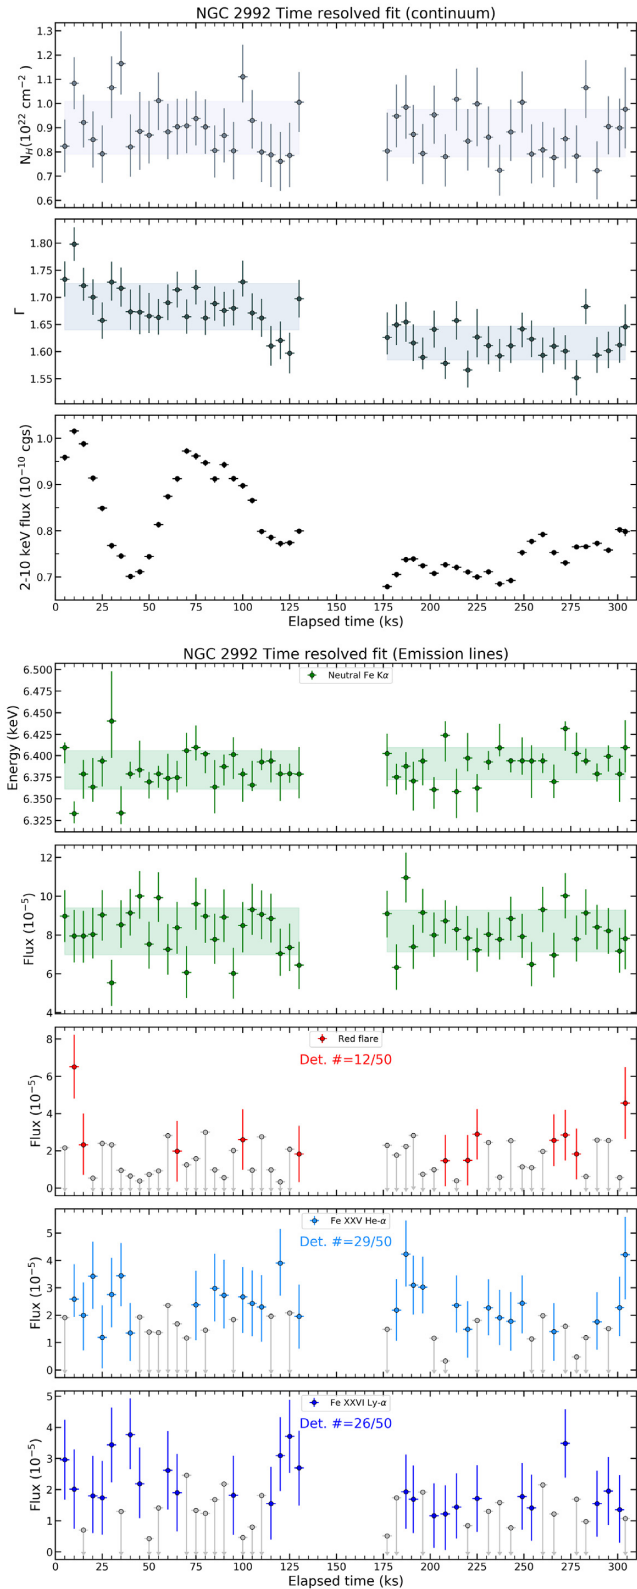 NGC 2992 Time resolved fit (continuum)
N_H(10^22 cm^-2 )
1.3
1.2
1.1
1.0
0.9
0.8
0.7
0.6
Γ
1.80
1.75
1.70
1.65
1.60
1.55
2-10 keV flux (10^-10 cgs)
1.0
0.9
0.8
0.7
0 25 50 75 100 125 150 175 200 225 250 275 300
Elapsed time (ks)
NGC 2992 Time resolved fit (Emission lines)
Neutral Fe Kα
Energy (keV)
6.500
6.475
6.450
6.425
6.400
6.375
6.350
6.325
Flux (10^-5)
12
10
8
6
4
Red flare
Det. #=12/50
Flux (10^-5)
8
6
4
2
0
Fe XXV He-α
Det. #=29/50
Flux (10^-5)
5
4
3
2
1
0
Fe XXVI Ly-α
Det. #=26/50
Flux (10^-5)
5
4
3
2
1
0
0 25 50 75 100 125 150 175 200 225 250 275 300
Elapsed time (ks)